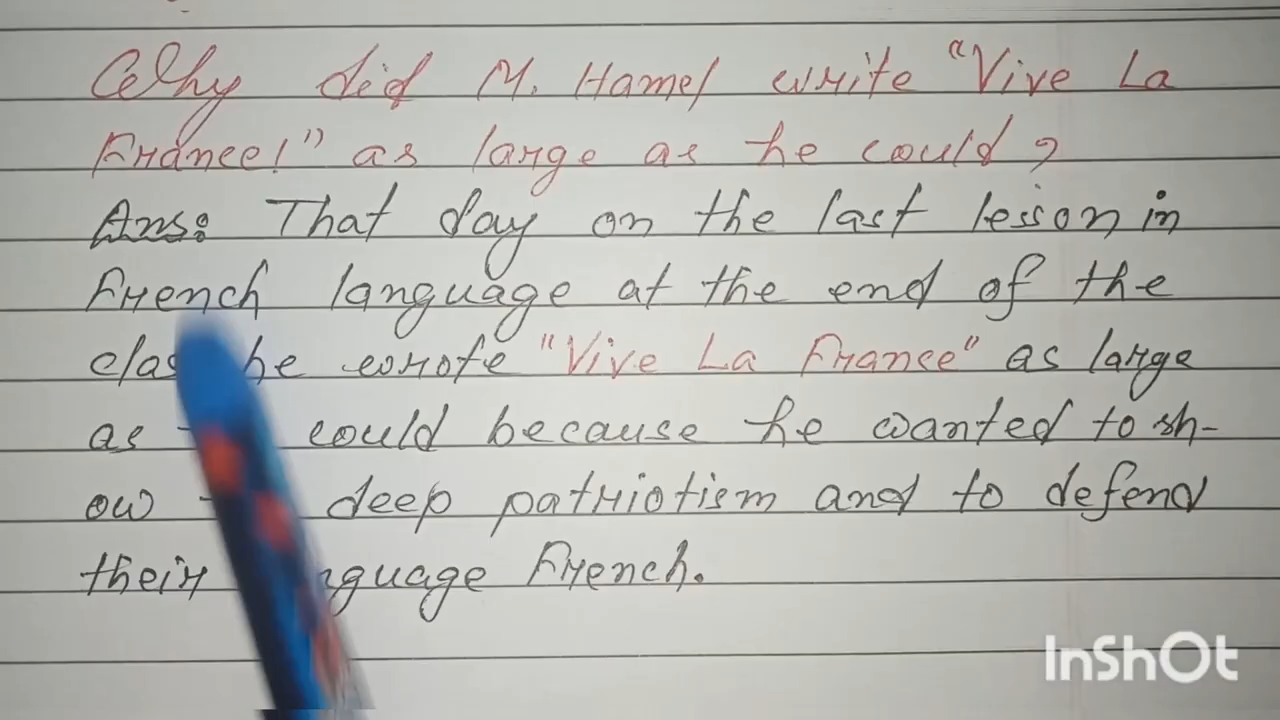 Why did M. Hamel write "Vive La
France!" as large as he could?
Ans: That day on the last lesson in
French language at the end of the
he wrote "Vive La France" as large
as could because he wanted to sh-
ow deep patriotism and to defend
their French.
InShOt